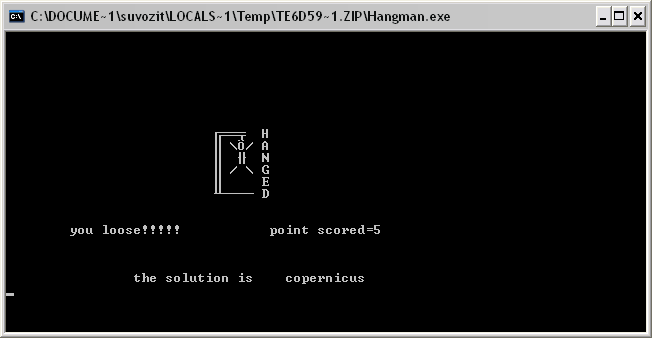 C:\DOCUME~1\suvozit\LOCALS~1\Temp\TE6D59~1.ZIP\Hangman.exe
H
A
N
G
E
D
you loose!!!!! point scored=5
the solution is copernicus